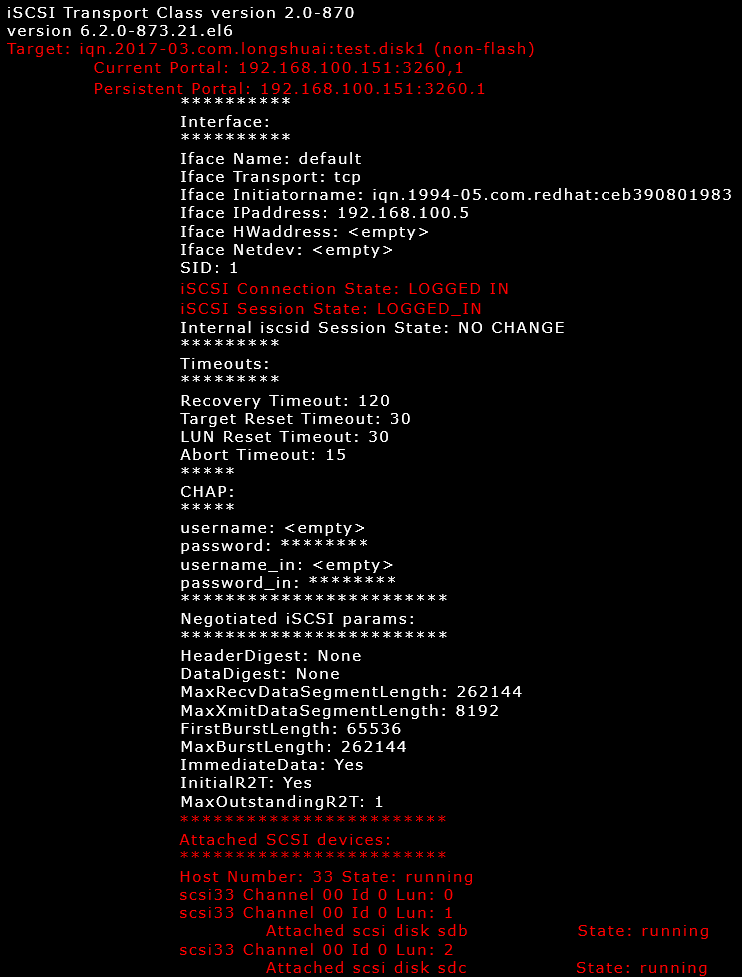 iSCSI Transport Class version 2.0-870
version 6.2.0-873.21.el6
Target: iqn.2017-03.com.longshuai:test.disk1 (non-flash)
Current Portal: 192.168.100.151:3260,1
Persistent Portal: 192.168.100.151:3260.1
**********
Interface:
**********
Iface Name: default
Iface Transport: tcp
Iface Initiatorname: iqn.1994-05.com.redhat:ceb390801983
Iface IPaddress: 192.168.100.5
Iface HWaddress: <empty>
Iface Netdev: <empty>
SID: 1
iSCSI Connection State: LOGGED IN
iSCSI Session State: LOGGED_IN
Internal iscsid Session State: NO CHANGE
*********
Timeouts:
*********
Recovery Timeout: 120
Target Reset Timeout: 30
LUN Reset Timeout: 30
Abort Timeout: 15
*****
CHAP:
*****
username: <empty>
password: ********
username_in: <empty>
password_in: ********
************************
Negotiated iSCSI params:
************************
HeaderDigest: None
DataDigest: None
MaxRecvDataSegmentLength: 262144
MaxXmitDataSegmentLength: 8192
FirstBurstLength: 65536
MaxBurstLength: 262144
ImmediateData: Yes
InitialR2T: Yes
MaxOutstandingR2T: 1
************************
Attached SCSI devices:
************************
Host Number: 33 State: running
scsi33 Channel 00 Id 0 Lun: 0
scsi33 Channel 00 Id 0 Lun: 1
Attached scsi disk sdb State: running
scsi33 Channel 00 Id 0 Lun: 2
Attached scsi disk sdc State: running